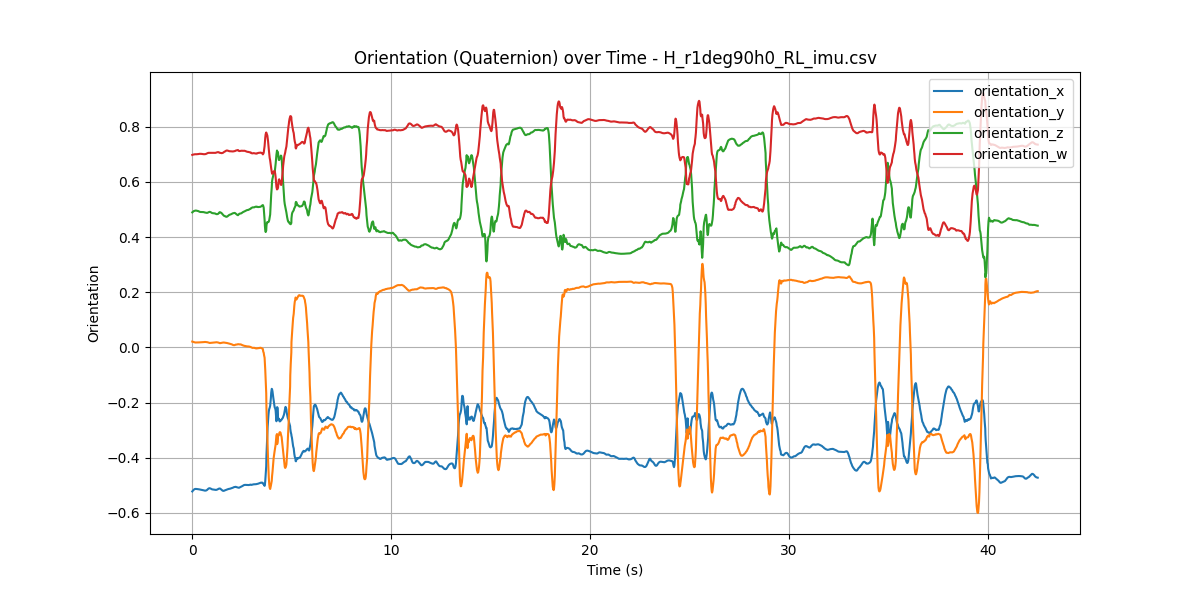 Orientation (Quaternion) over Time - H_r1deg90h0_RL_imu.csv
orientation_x
orientation_y
orientation_z
orientation_w
Orientation
0.8
0.6
0.4
0.2
0.0
−0.2
−0.4
−0.6
0 10 20 30 40
Time (s)